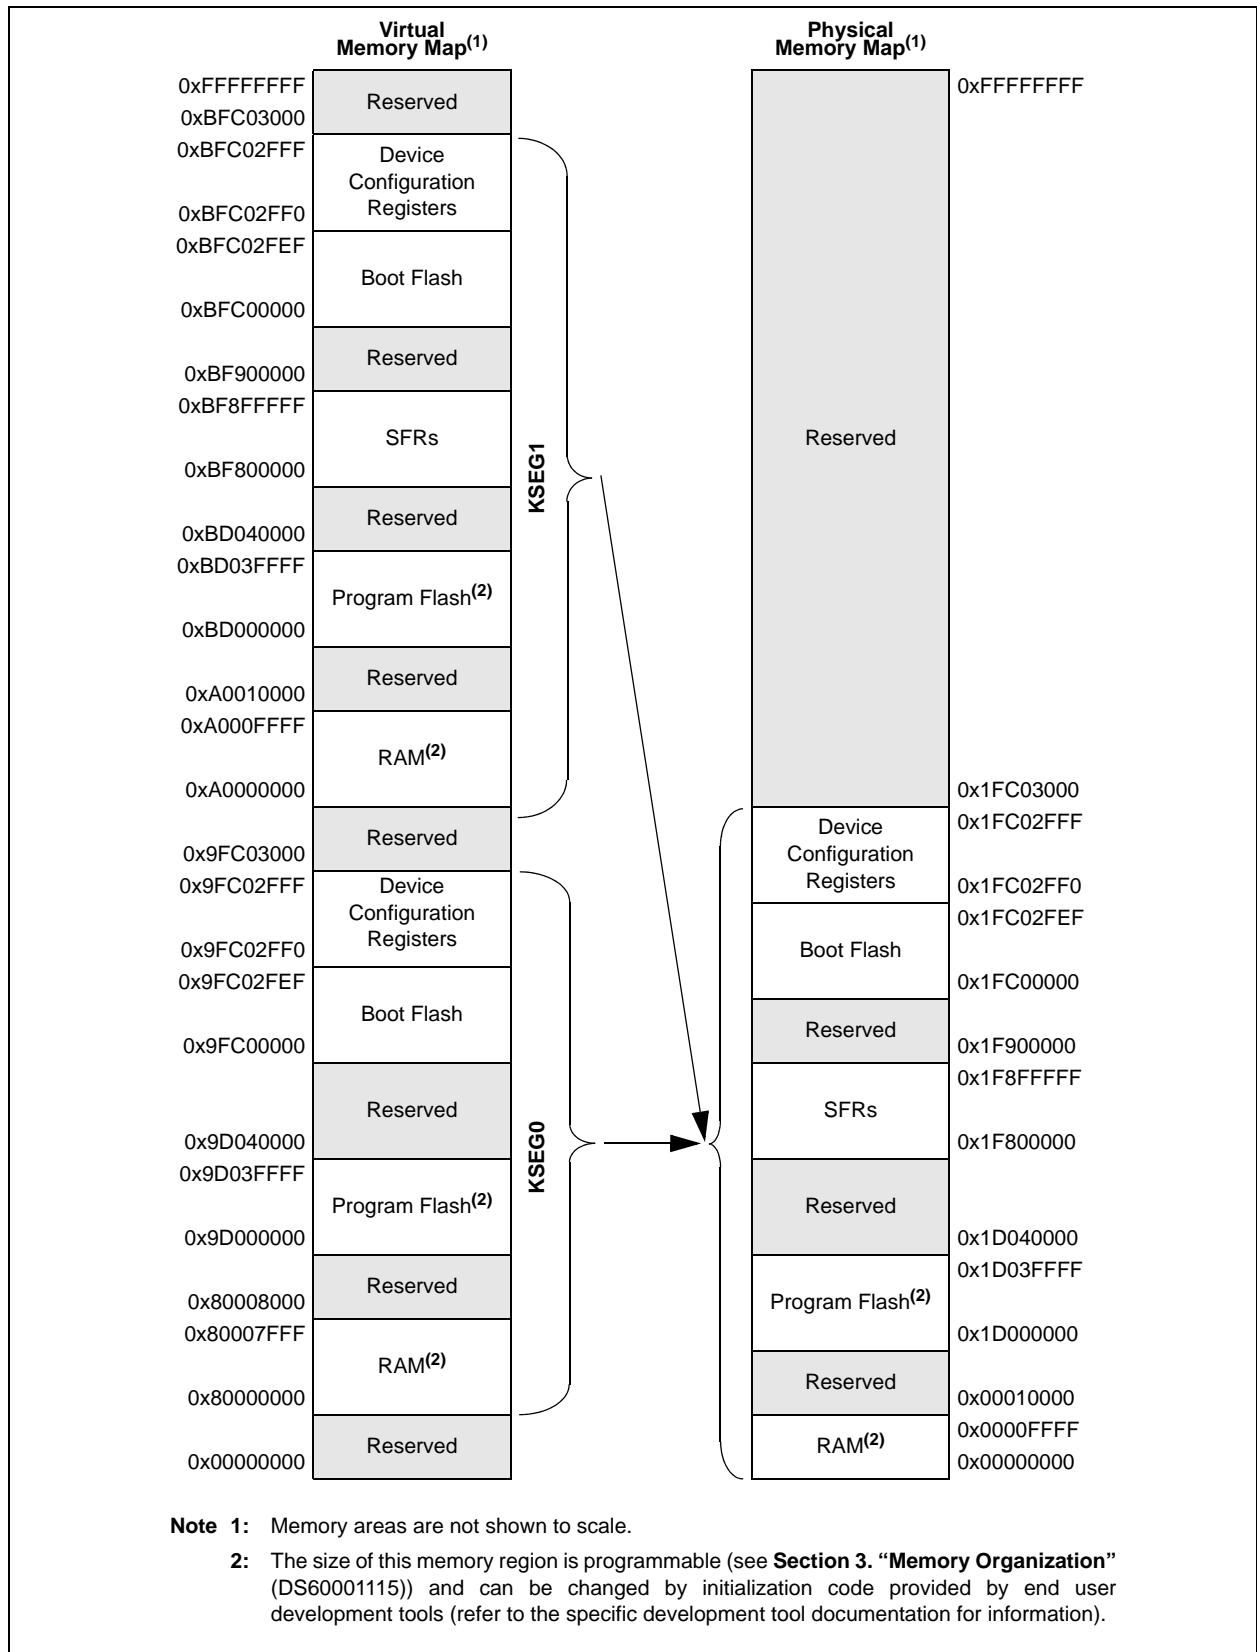 Virtual
Memory Map(1)
0xFFFFFFFF
Reserved
0xBFC03000
0xBFC02FFF
Device
Configuration
Registers
0xBFC02FF0
0xBFC02FEF
Boot Flash
0xBFC00000
Reserved
0xBF900000
0xBF8FFFFF
SFRs
0xBF800000
Reserved
0xBD040000
0xBD03FFFF
Program Flash(2)
0xBD000000
Reserved
0xA0010000
0xA000FFFF
RAM(2)
0xA0000000
Reserved
0x9FC03000
0x9FC02FFF
Device
Configuration
Registers
0x9FC02FF0
0x9FC02FEF
Boot Flash
0x9FC00000
Reserved
0x9D040000
0x9D03FFFF
Program Flash(2)
0x9D000000
Reserved
0x80008000
0x80007FFF
RAM(2)
0x80000000
Reserved
0x00000000
KSEG1
KSEG0
Physical
Memory Map(1)
0xFFFFFFFF
Reserved
0x1FC03000
0x1FC02FFF
Device
Configuration
Registers
0x1FC02FF0
0x1FC02FEF
Boot Flash
0x1FC00000
Reserved
0x1F900000
0x1F8FFFFF
SFRs
0x1F800000
Reserved
0x1D040000
0x1D03FFFF
Program Flash(2)
0x1D000000
Reserved
0x00010000
0x0000FFFF
RAM(2)
0x00000000
Note 1: Memory areas are not shown to scale.
2: The size of this memory region is programmable (see Section 3. “Memory Organization”
(DS60001115)) and can be changed by initialization code provided by end user
development tools (refer to the specific development tool documentation for information).